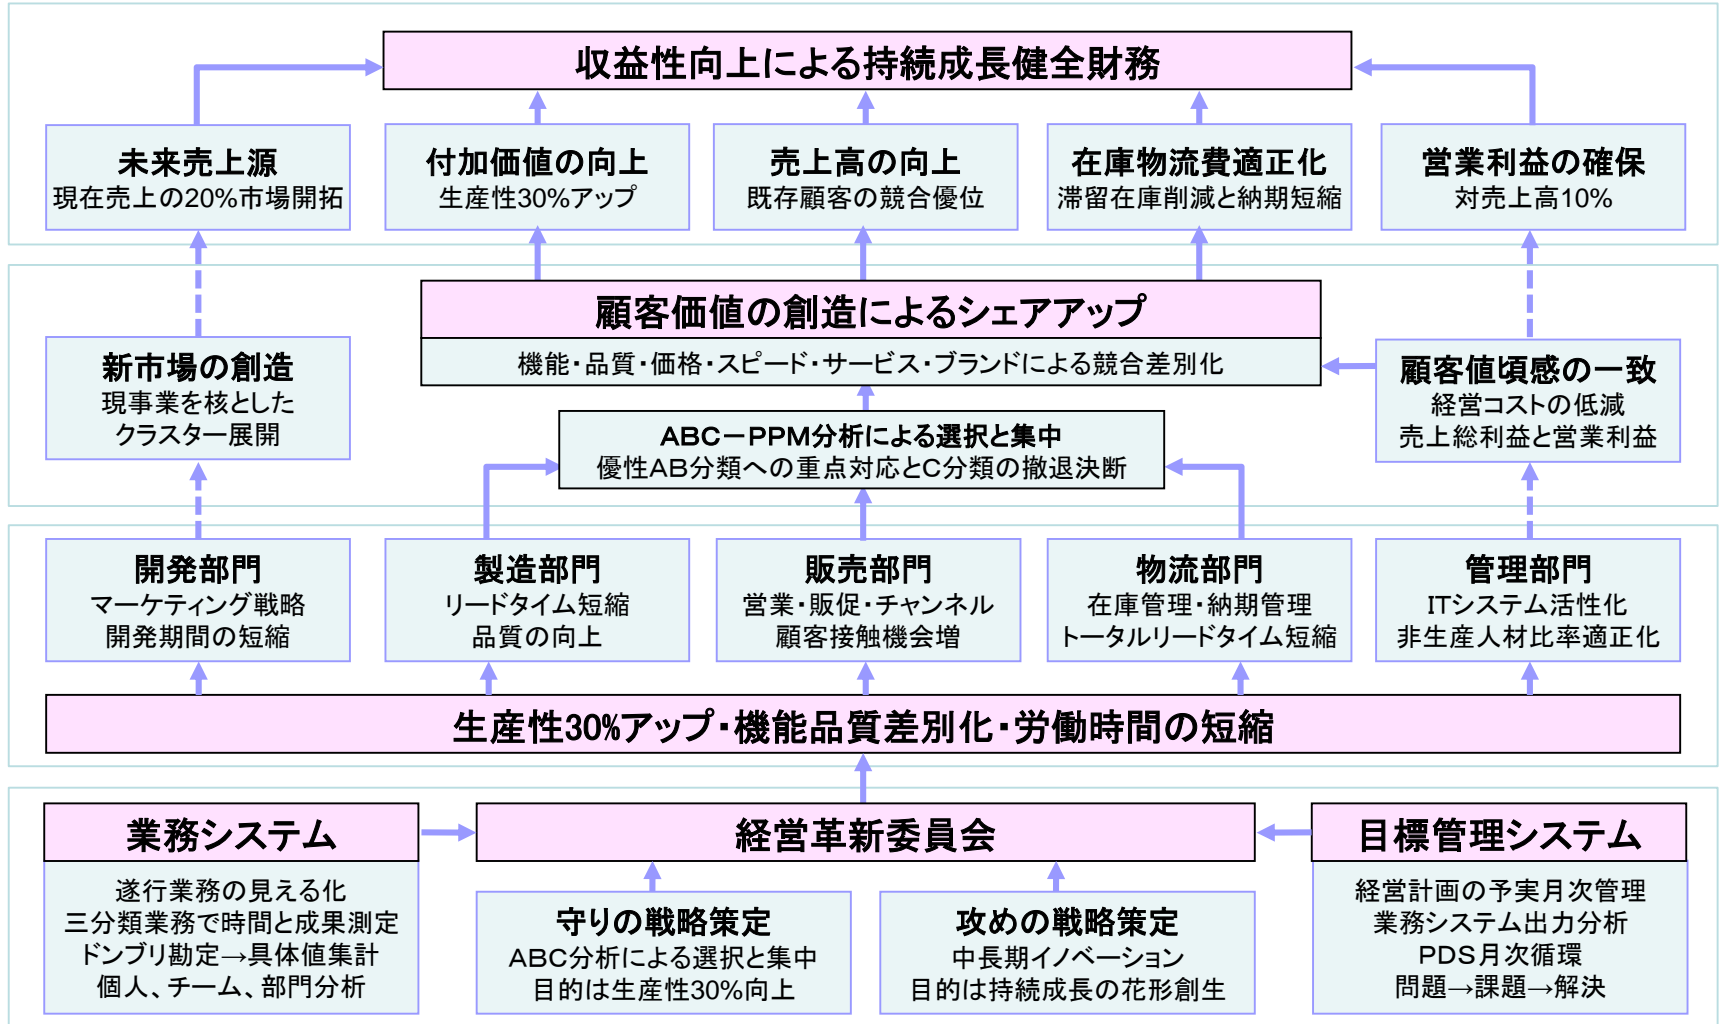 収益性向上による持続成長健全財務
未来売上源
現在売上の20%市場開拓
付加価値の向上
生産性30%アップ
売上高の向上
既存顧客の競合優位
在庫物流費適正化
滞留在庫削減と納期短縮
営業利益の確保
対売上高10%
顧客価値の創造によるシェアアップ
機能・品質・価格・スピード・サービス・ブランドによる競合差別化
新市場の創造
現事業を核とした
クラスター展開
顧客値頃感の一致
経営コストの低減
売上総利益と営業利益
ABC－PPM分析による選択と集中
優性AB分類への重点対応とC分類の撤退決断
開発部門
マーケティング戦略
開発期間の短縮
製造部門
リードタイム短縮
品質の向上
販売部門
営業・販促・チャンネル
顧客接触機会増
物流部門
在庫管理・納期管理
トータルリードタイム短縮
管理部門
ITシステム活性化
非生産人材比率適正化
生産性30%アップ・機能品質差別化・労働時間の短縮
業務システム
遂行業務の見える化
三分類業務で時間と成果測定
ドンブリ勘定→具体値集計
個人、チーム、部門分析
経営革新委員会
守りの戦略策定
ABC分析による選択と集中
目的は生産性30%向上
攻めの戦略策定
中長期イノベーション
目的は持続成長の花形創生
目標管理システム
経営計画の予実月次管理
業務システム出力分析
PDS月次循環
問題→課題→解決